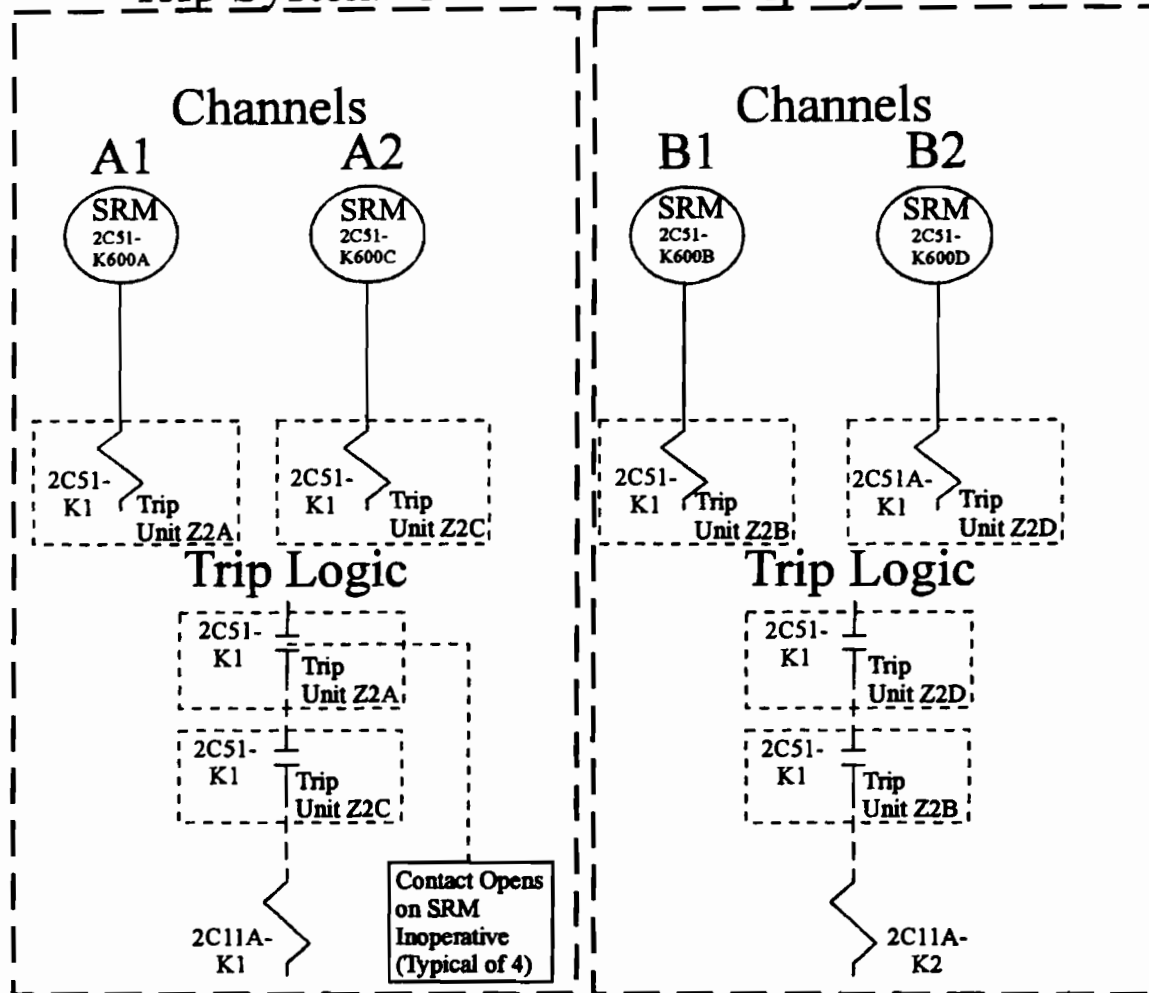 Channels
A1 A2
SRM
2C51-
K600A
SRM
2C51-
K600C
2C51-
K1
Trip
Unit Z2A
2C51-
K1
Trip
Unit Z2C
Trip Logic
2C51-
K1
Trip
Unit Z2A
2C51-
K1
Trip
Unit Z2C
2C11A-
K1
Contact Opens
on SRM
Inoperative
(Typical of 4)
Channels
B1 B2
SRM
2C51-
K600B
SRM
2C51-
K600D
2C51-
K1
Trip
Unit Z2B
2C51A-
K1
Trip
Unit Z2D
Trip Logic
2C51-
K1
Trip
Unit Z2D
2C51-
K1
Trip
Unit Z2B
2C11A-
K2